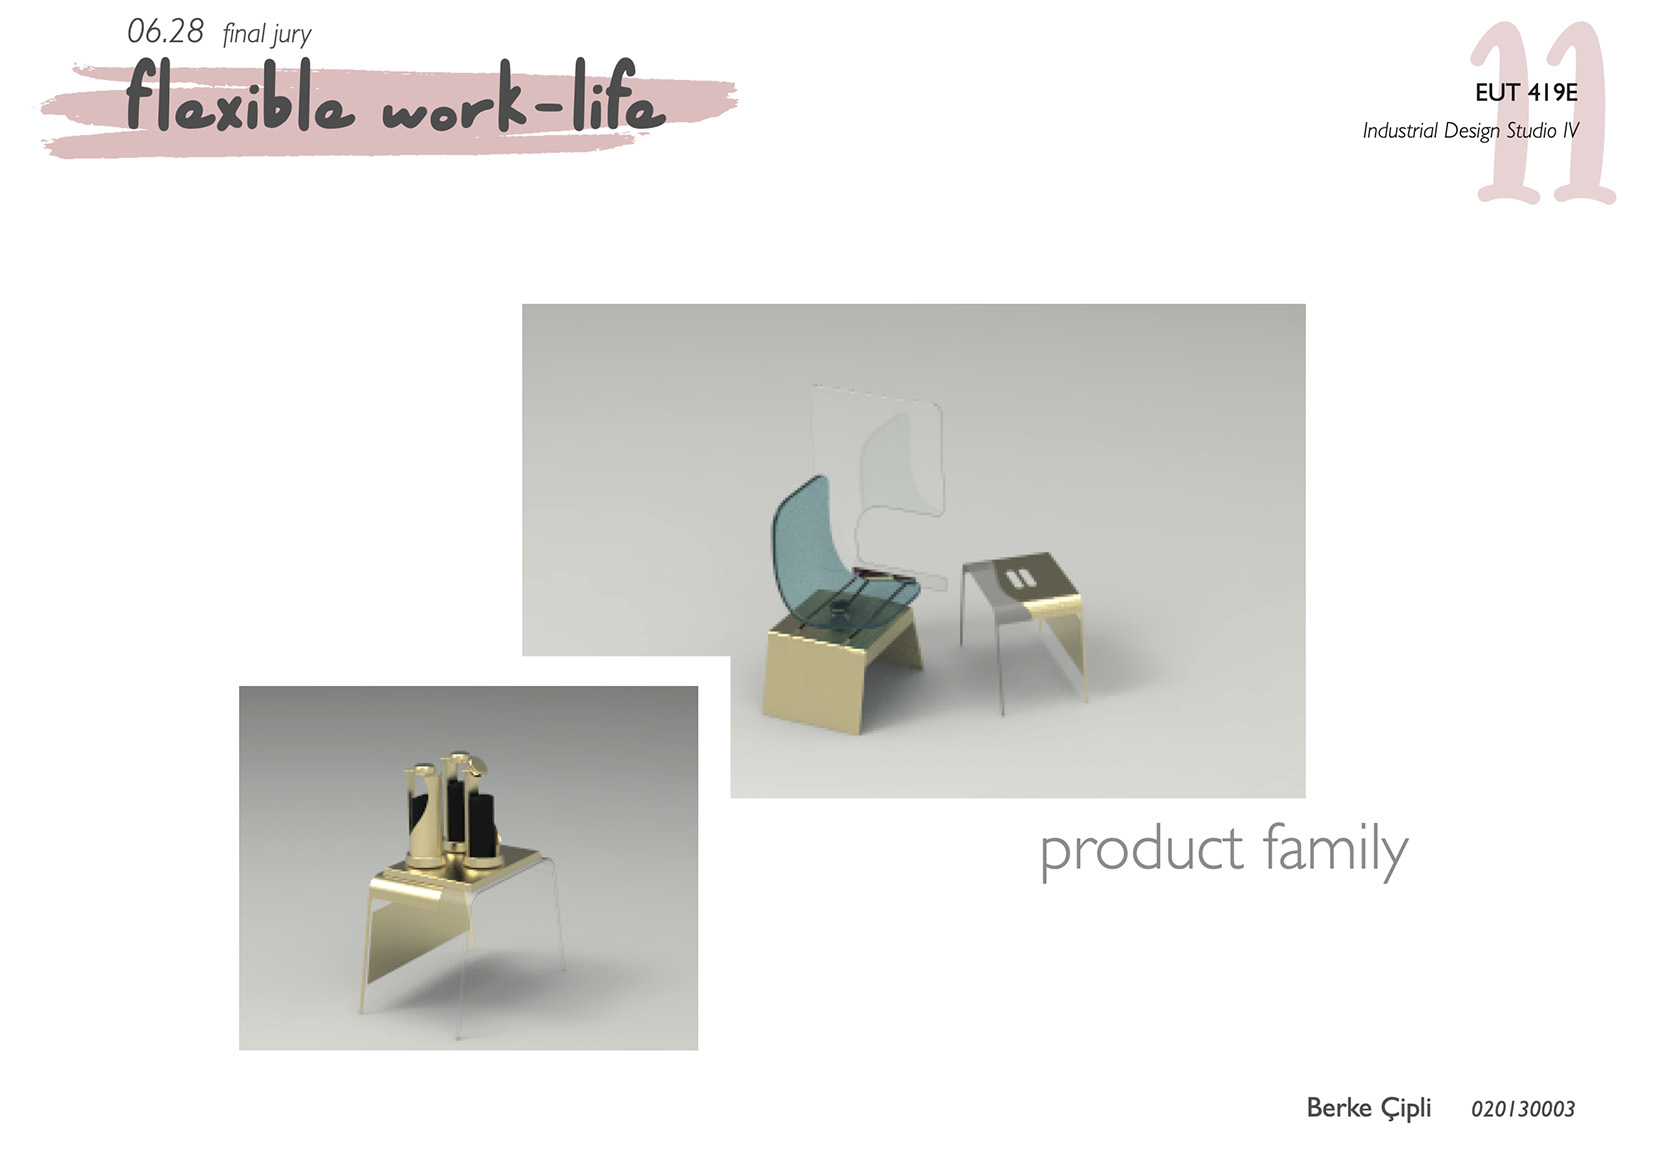 06.28 final jury
flexible work-life
11
EUT 419E
Industrial Design Studio IV
product family
Berke Çipli 020130003